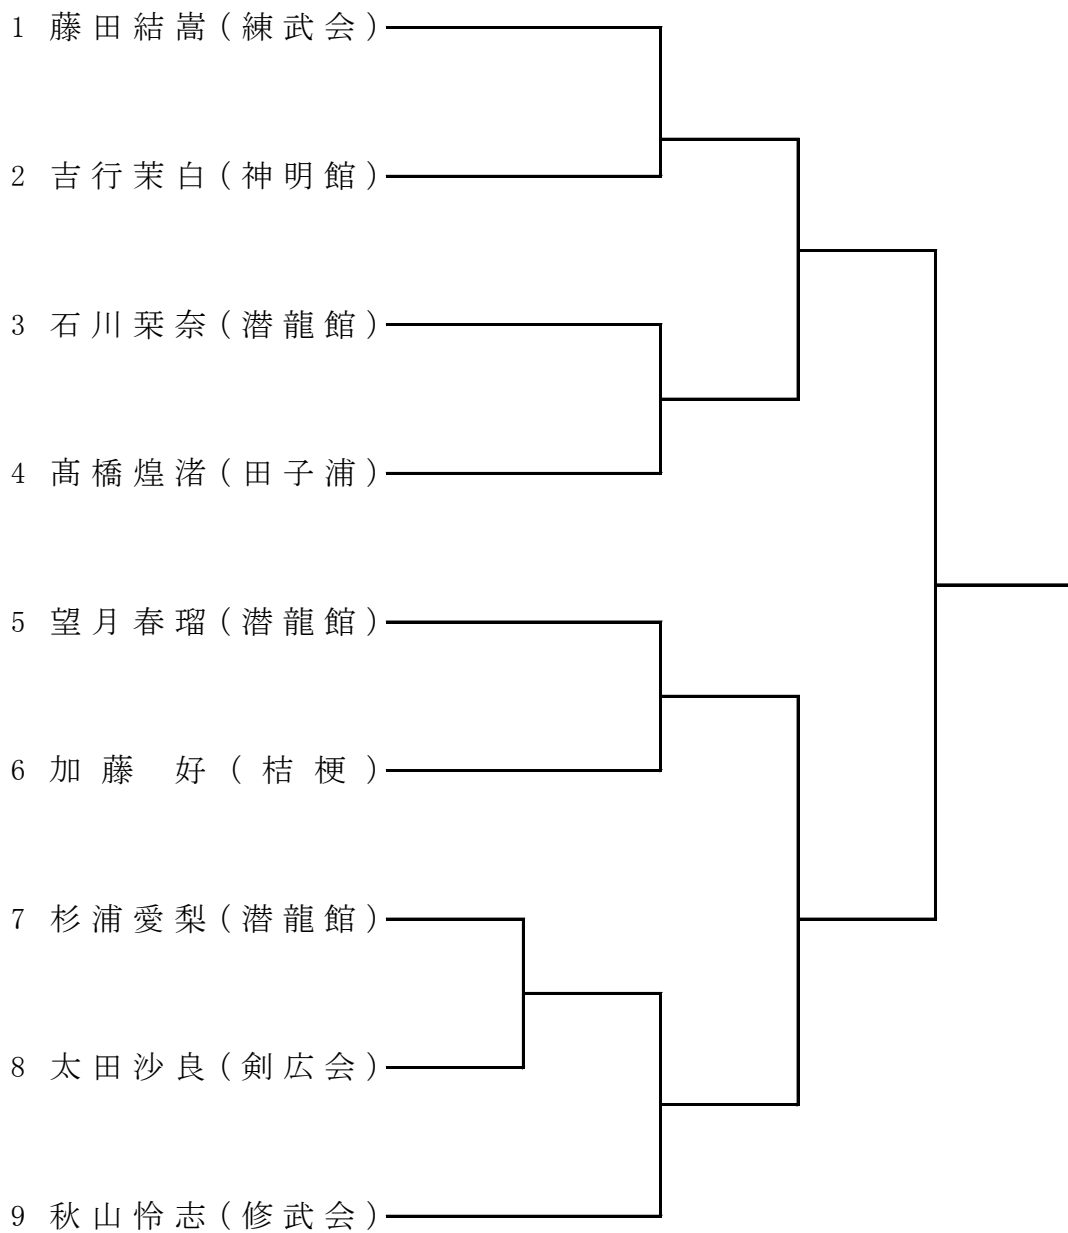 1 藤田結嵩(練武会)
2 吉行茉白(神明館)
3 石川栞奈(潜龍館)
4 髙橋煌渚(田子浦)
5 望月春瑠(潜龍館)
6 加藤　好(桔梗)
7 杉浦愛梨(潜龍館)
8 太田沙良(剣広会)
9 秋山怜志(修武会)